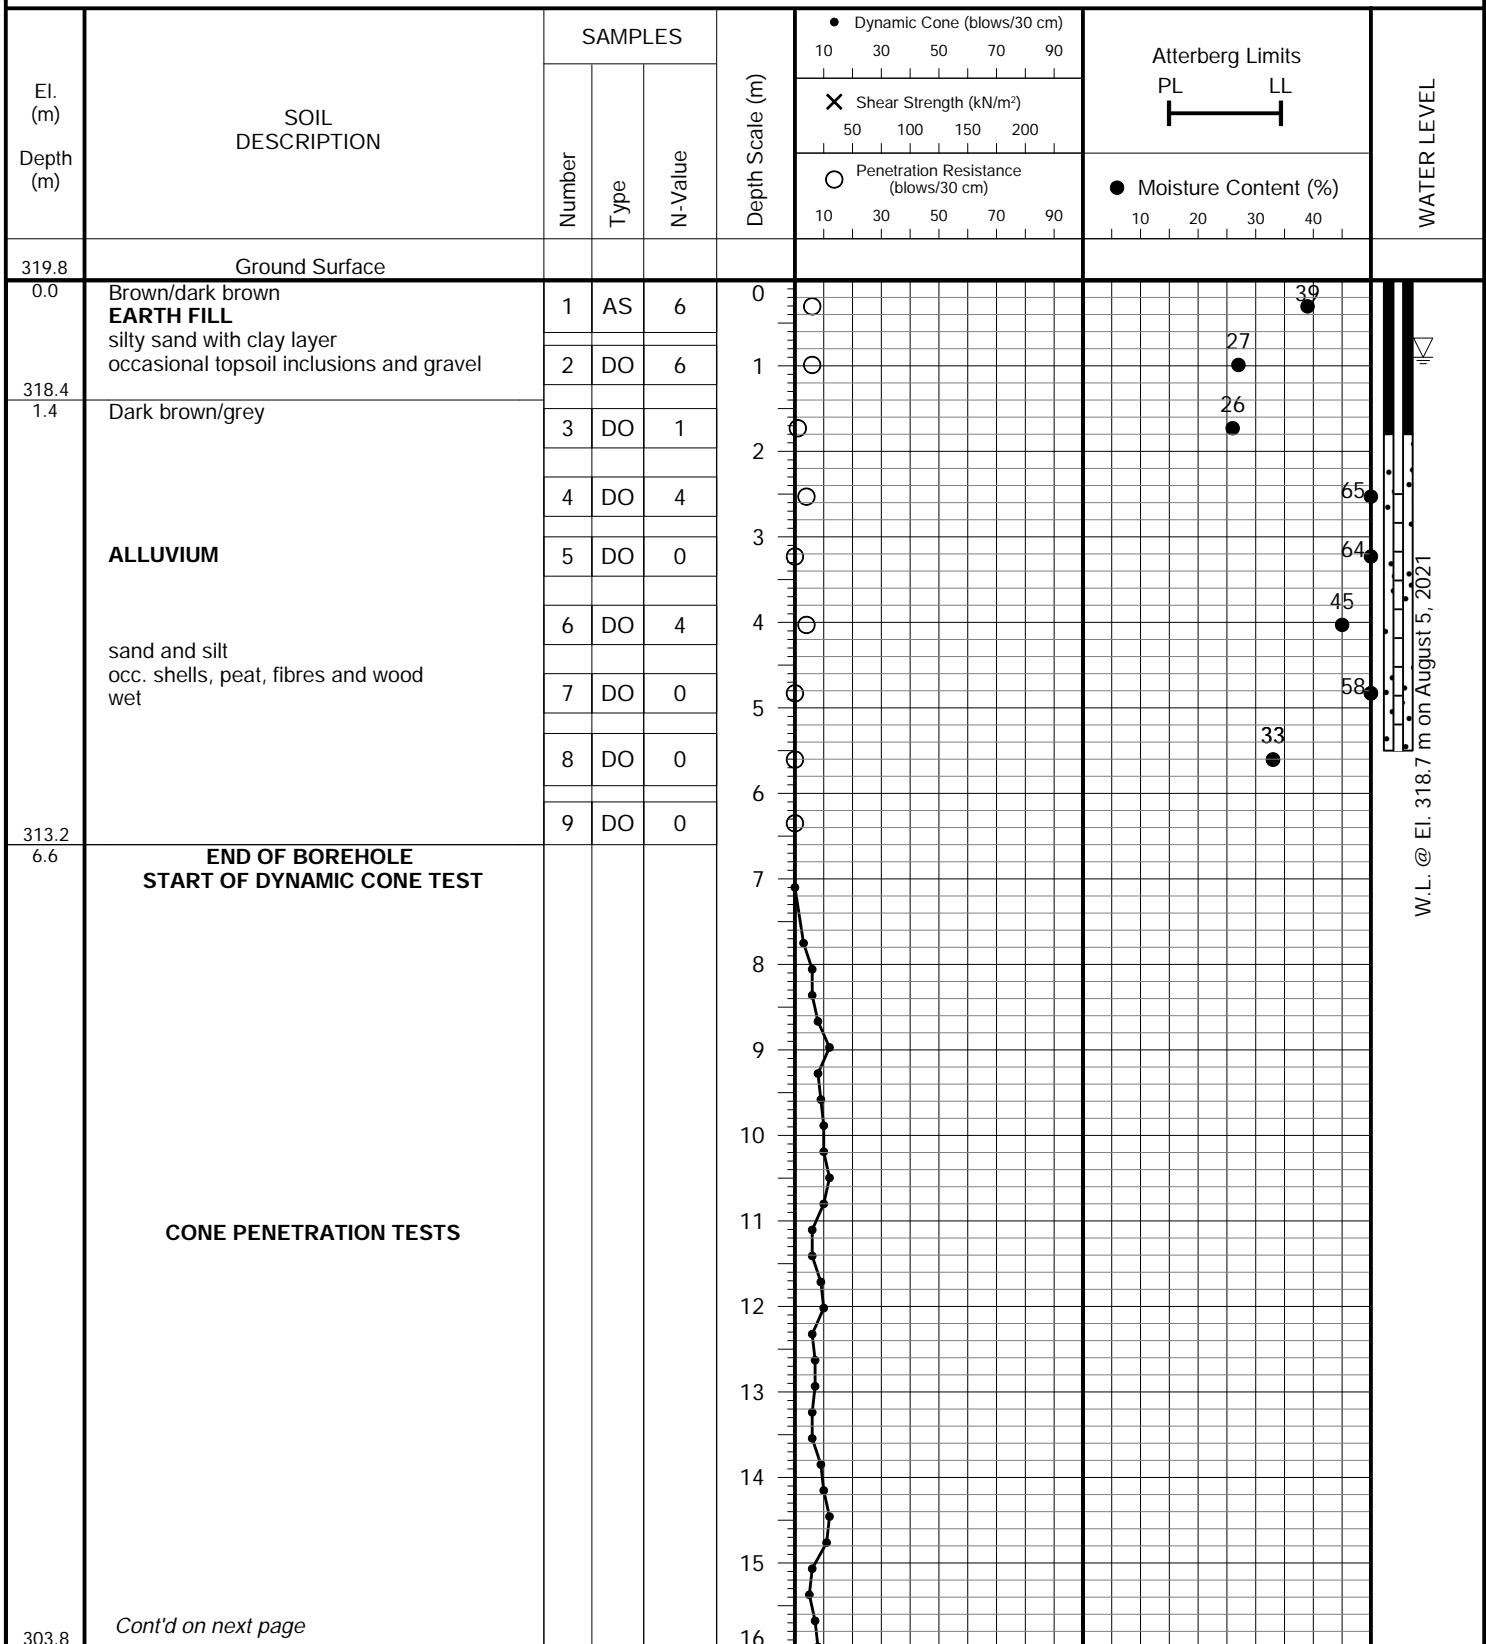 El.
(m)
Depth
(m)
SOIL
DESCRIPTION
SAMPLES
Number
Type
N-Value
Depth Scale (m)
Dynamic Cone (blows/30 cm)
10 30 50 70 90
Shear Strength (kN/m²)
50 100 150 200
Penetration Resistance
(blows/30 cm)
10 30 50 70 90
Atterberg Limits
PL LL
Moisture Content (%)
10 20 30 40
WATER LEVEL
319.8 Ground Surface
0.0 Brown/dark brown
EARTH FILL
silty sand with clay layer
occasional topsoil inclusions and gravel
318.4
1.4 Dark brown/grey
ALLUVIUM
sand and silt
occ. shells, peat, fibres and wood
wet
313.2
6.6 END OF BOREHOLE
START OF DYNAMIC CONE TEST
CONE PENETRATION TESTS
Cont'd on next page
303.8
1 AS 6
2 DO 6
3 DO 1
4 DO 4
5 DO 0
6 DO 4
7 DO 0
8 DO 0
9 DO 0
0
1
2
3
4
5
6
7
8
9
10
11
12
13
14
15
16
39
27
26
65
64
45
58
33
W.L. @ El. 318.7 m on August 5, 2021